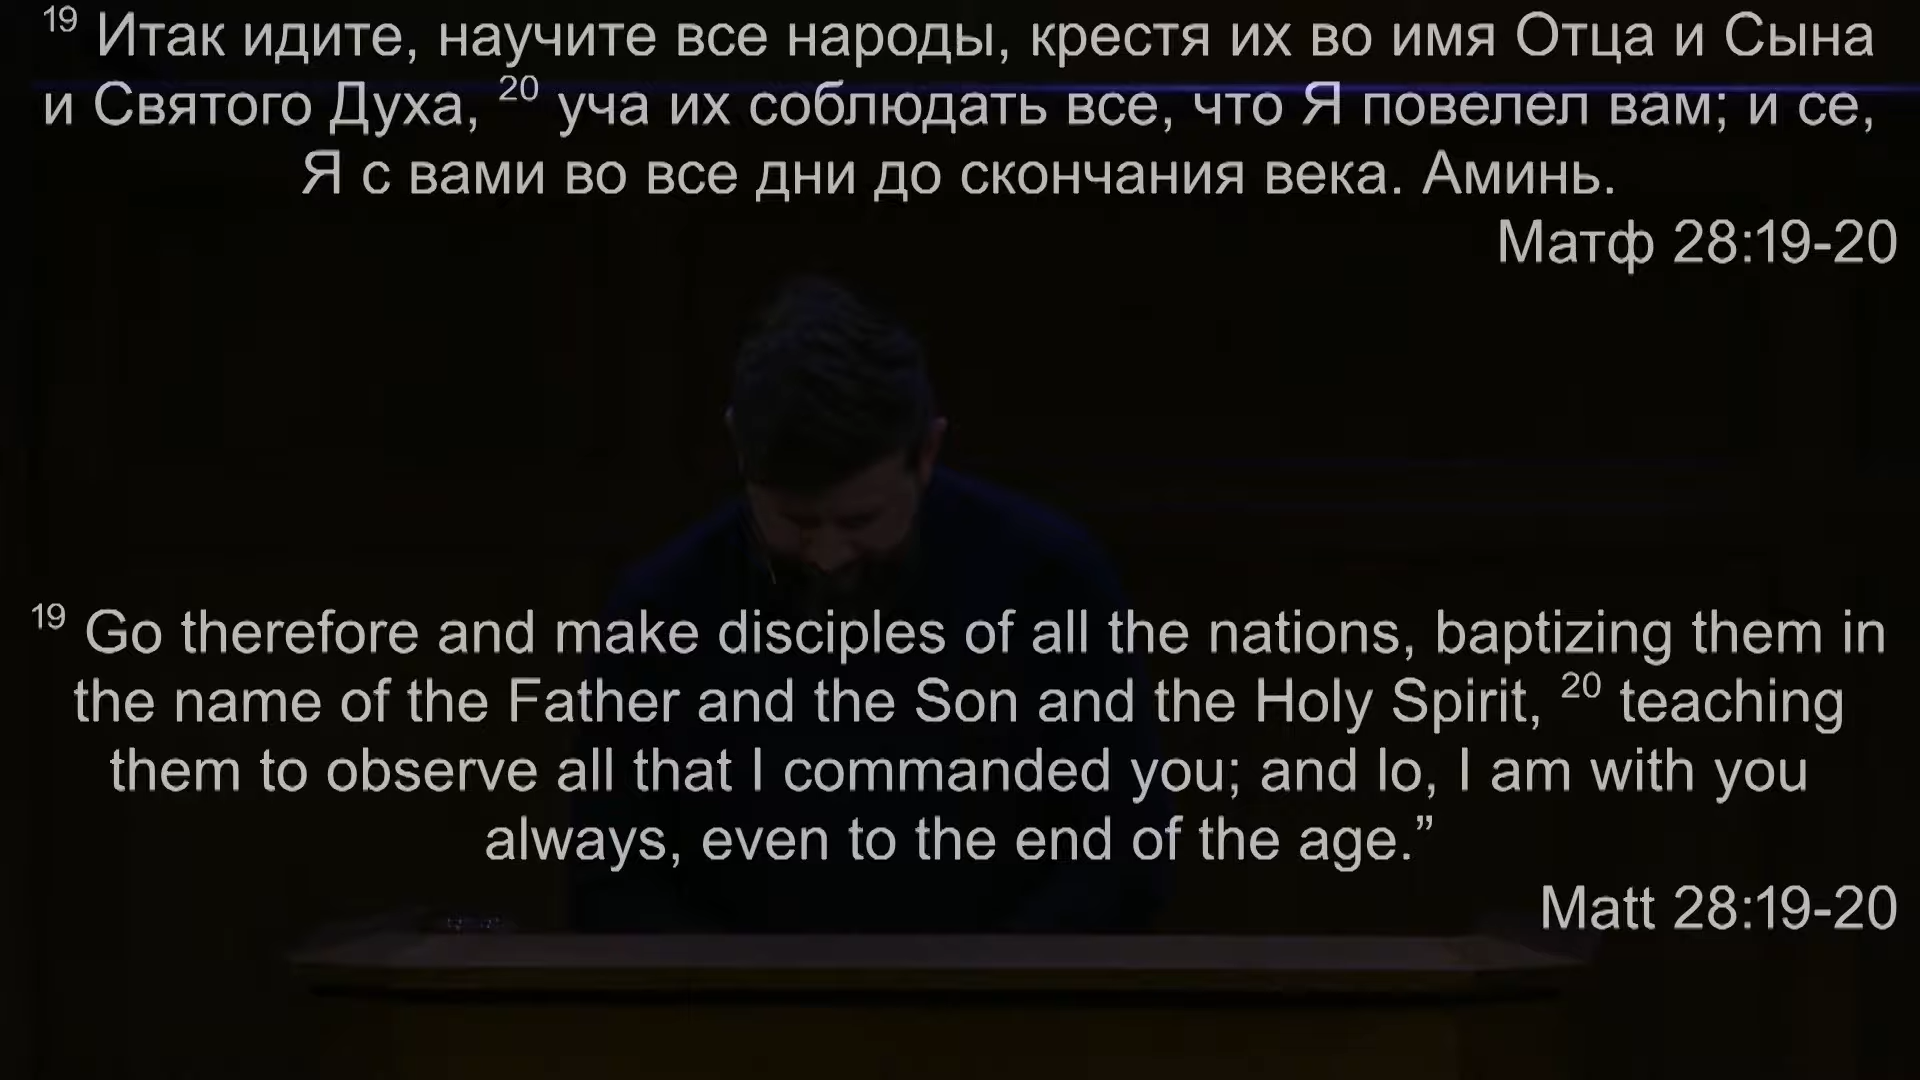 19 Итак идите, научите все народы, крестя их во имя Отца и Сына
и Святого Духа, 20 уча их соблюдать все, что Я повелел вам; и се,
Я с вами во все дни до скончания века. Аминь.
Матф 28:19-20
19 Go therefore and make disciples of all the nations, baptizing them in
the name of the Father and the Son and the Holy Spirit, 20 teaching
them to observe all that I commanded you; and lo, I am with you
always, even to the end of the age.”
Matt 28:19-20